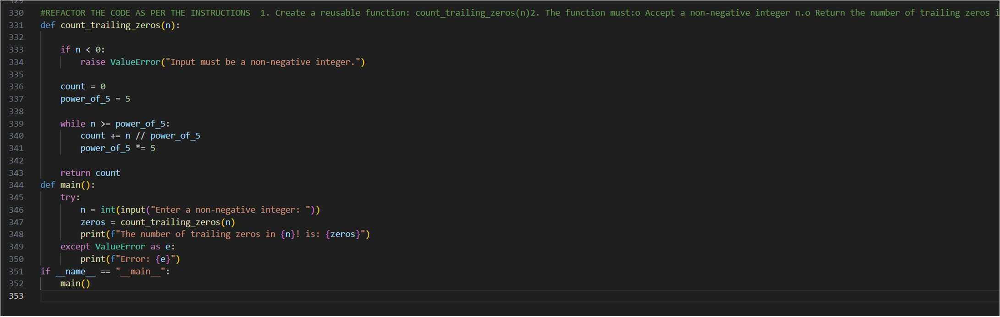 329
330 #REFACTOR THE CODE AS PER THE INSTRUCTIONS  1. Create a reusable function: count_trailing_zeros(n)2. The function must:o Accept a non-negative integer n.o Return the number of trailing zeros i
331 def count_trailing_zeros(n):
332
333     if n < 0:
334         raise ValueError("Input must be a non-negative integer.")
335
336     count = 0
337     power_of_5 = 5
338
339     while n >= power_of_5:
340         count += n // power_of_5
341         power_of_5 *= 5
342
343     return count
344 def main():
345     try:
346         n = int(input("Enter a non-negative integer: "))
347         zeros = count_trailing_zeros(n)
348         print(f"The number of trailing zeros in {n}! is: {zeros}")
349     except ValueError as e:
350         print(f"Error: {e}")
351 if __name__ == "__main__":
352     main()
353